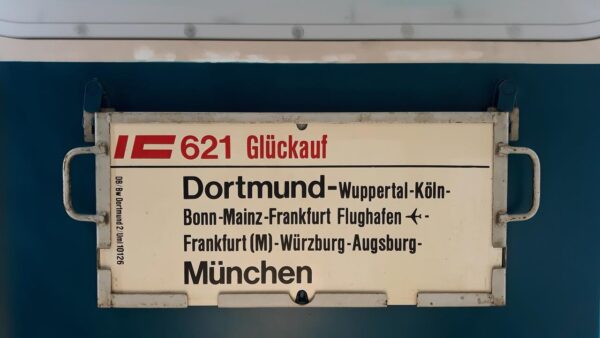 IC 621 Glückauf
Dortmund-Wuppertal-Köln-
Bonn-Mainz-Frankfurt Flughafen ✈-
Frankfurt (M)-Würzburg-Augsburg-
München
DB: Bw Dortmund 2 Uml 10126